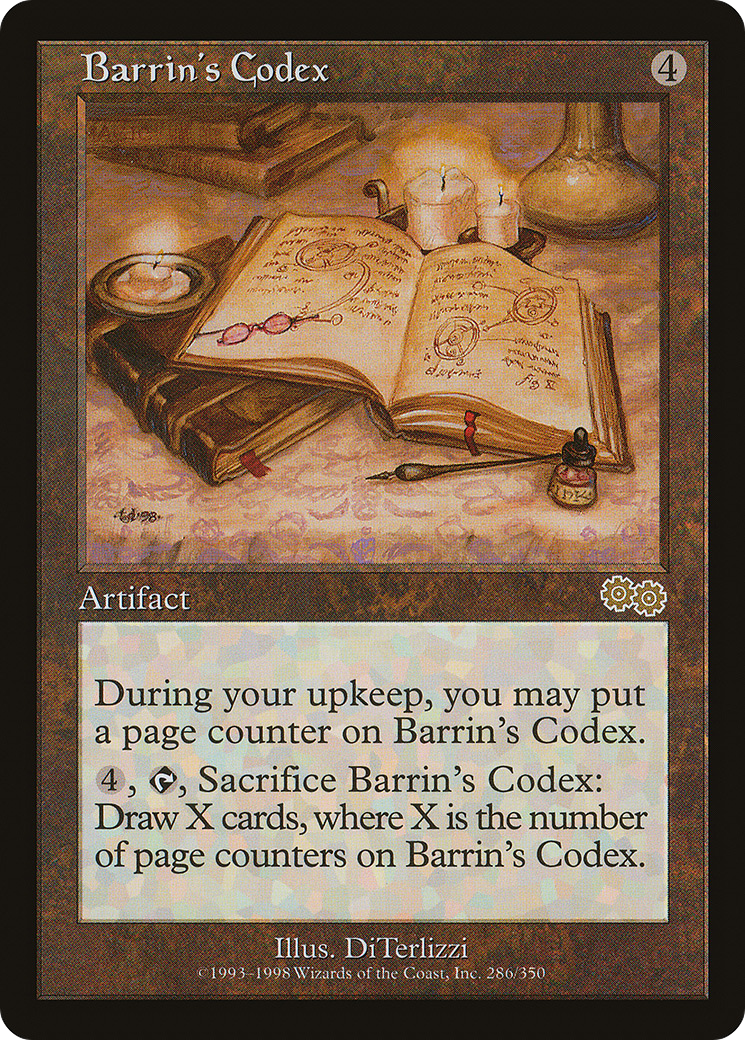 Barrin's Codex 4
fig X
1944
Artifact
During your upkeep, you may put
a page counter on Barrin's Codex.
4, , Sacrifice Barrin's Codex:
Draw X cards, where X is the number
of page counters on Barrin's Codex.
Illus. DiTerlizzi
©1993–1998 Wizards of the Coast, Inc. 286/350